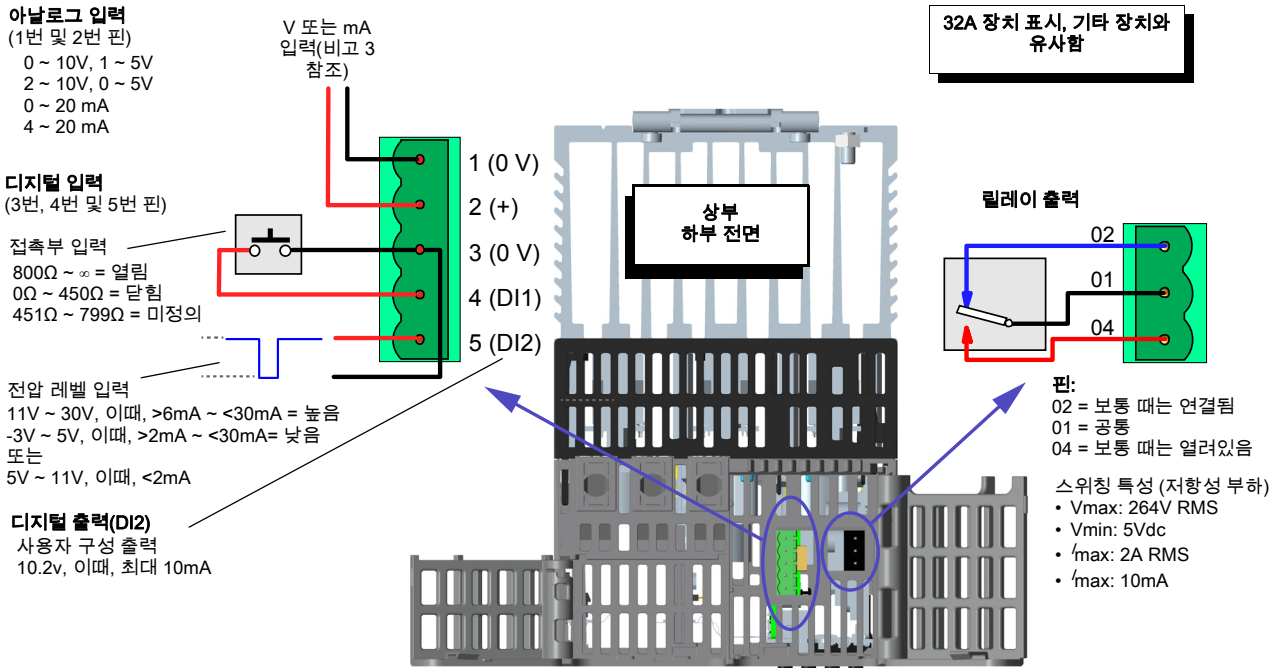 아날로그 입력
(1번 및 2번 핀)
0 ~ 10V, 1 ~ 5V
2 ~ 10V, 0 ~ 5V
0 ~ 20 mA
4 ~ 20 mA
V 또는 mA
입력(비고 3
참조)
32A 장치 표시, 기타 장치와
유사함
디지털 입력
(3번, 4번 및 5번 핀)
접촉부 입력
800Ω ~ ∞ = 열림
0Ω ~ 450Ω = 닫힘
451Ω ~ 799Ω = 미정의
전압 레벨 입력
11V ~ 30V, 이때, >6mA ~ <30mA = 높음
-3V ~ 5V, 이때, >2mA ~ <30mA= 낮음
또는
5V ~ 11V, 이때, <2mA
디지털 출력(DI2)
사용자 구성 출력
10.2v, 이때, 최대 10mA
1 (0 V)
2 (+)
3 (0 V)
4 (DI1)
5 (DI2)
상부
하부 전면
릴레이 출력
02
01
04
핀:
02 = 보통 때는 연결됨
01 = 공통
04 = 보통 때는 열려있음
스위칭 특성 (저항성 부하)
• Vmax: 264V RMS
• Vmin: 5Vdc
• Imax: 2A RMS
• Imax: 10mA